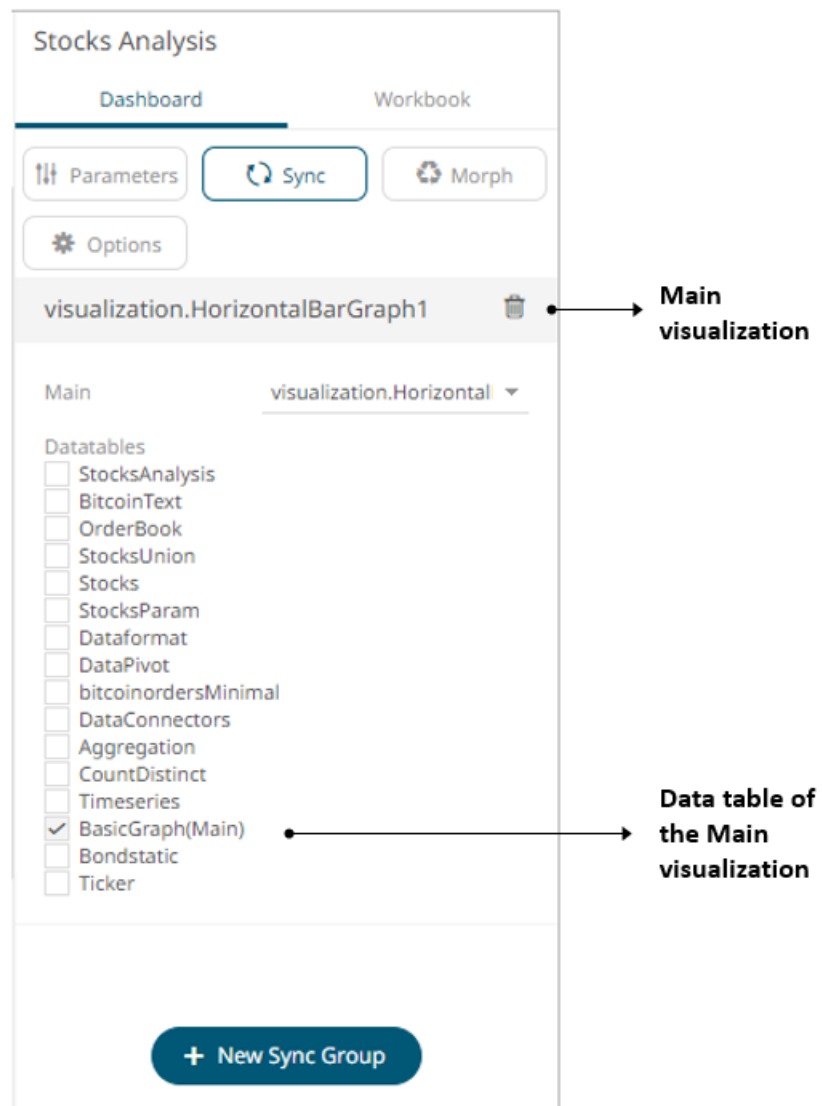 Stocks Analysis
Dashboard Workbook
Parameters Sync Morph
Options
visualization.HorizontalBarGraph1
Main
visualization
Main visualization.Horizontal
Datatables
StocksAnalysis
BitcoinText
OrderBook
StocksUnion
Stocks
StocksParam
Dataformat
DataPivot
bitcoinordersMinimal
DataConnectors
Aggregation
CountDistinct
Timeseries
BasicGraph(Main)
Bondstatic
Ticker
Data table of
the Main
visualization
+ New Sync Group